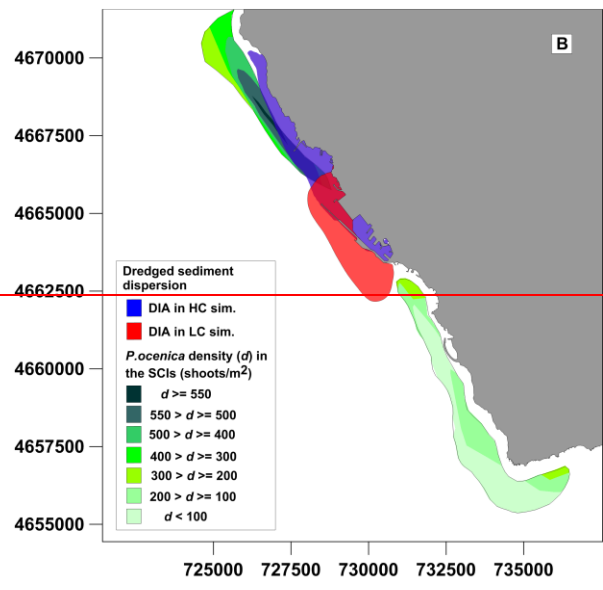 B
4670000
4667500
4665000
4662500
4660000
4657500
4655000
Dredged sediment
dispersion
DIA in HC sim.
DIA in LC sim.
P.ocenica density (d) in
the SCIs (shoots/m²)
d >= 550
550 > d >= 500
500 > d >= 400
400 > d >= 300
300 > d >= 200
200 > d >= 100
d < 100
725000 727500 730000 732500 735000